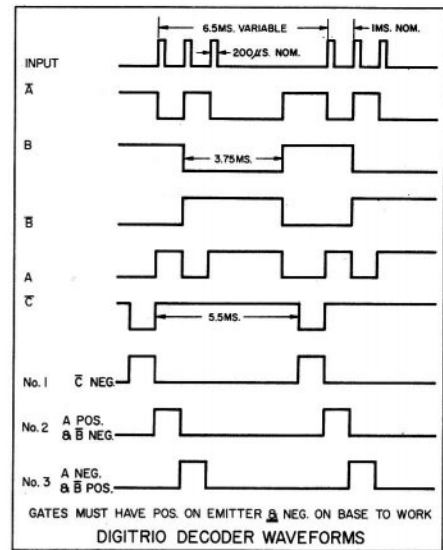 6.5MS. VARIABLE
1MS. NOM.
INPUT
200μS. NOM.
A̅
B
3.75MS.
B̅
A
C̅
5.5MS.
No. 1 C̅ NEG.
No. 2 A POS.
& B̅ NEG.
No. 3 A NEG.
& B̅ POS.
GATES MUST HAVE POS. ON EMITTER & NEG. ON BASE TO WORK
DIGITRIO DECODER WAVEFORMS